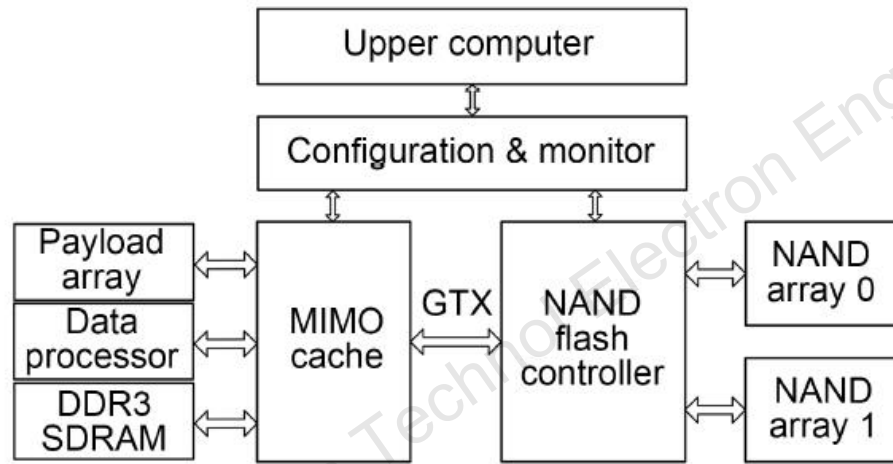 Upper computer
Configuration & monitor
Payload
array
Data
processor
DDR3
SDRAM
MIMO
cache
GTX
NAND
flash
controller
NAND
array 0
NAND
array 1
Technol Electron Eng